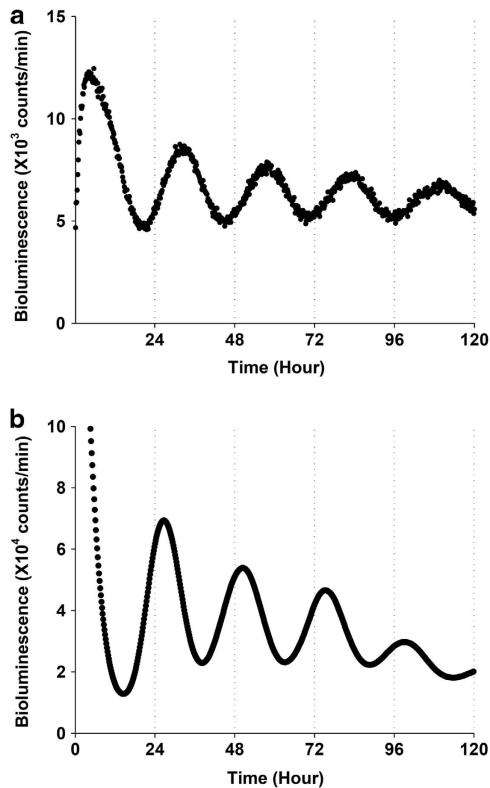 a
Bioluminescence (X10³ counts/min)
15
10
5
0
24 48 72 96 120
Time (Hour)
b
Bioluminescence (X10⁴ counts/min)
10
8
6
4
2
0
0 24 48 72 96 120
Time (Hour)